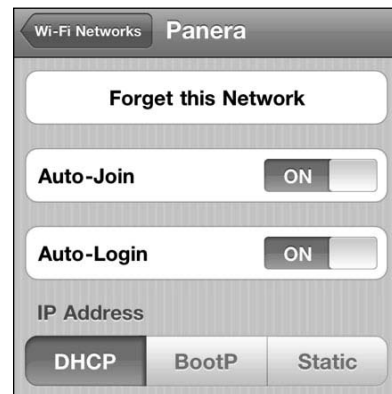 Wi-Fi Networks Panera
Forget this Network
Auto-Join ON
Auto-Login ON
IP Address
DHCP BootP Static